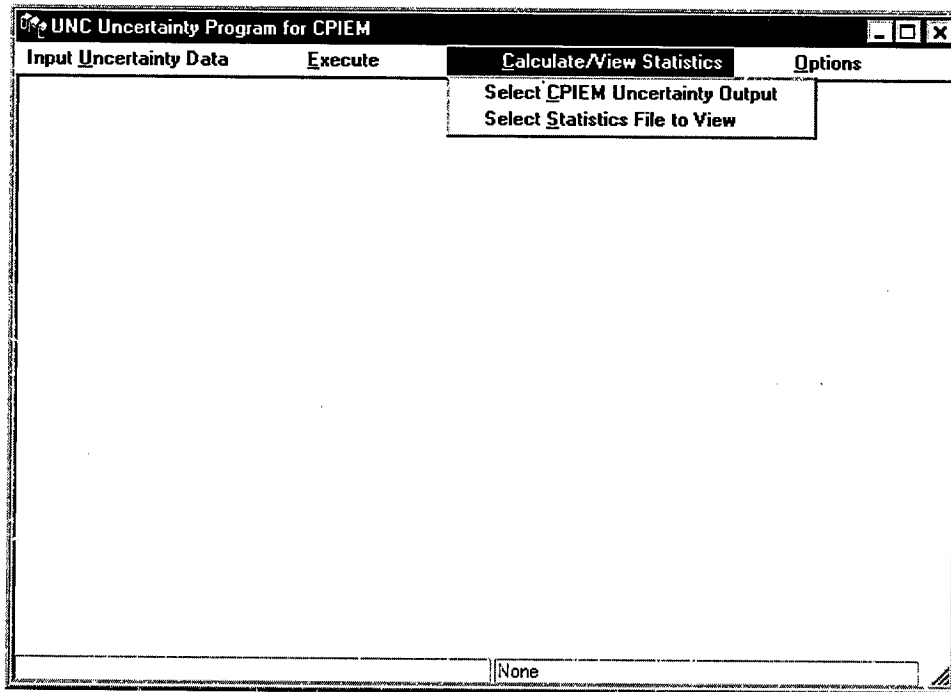 UNC Uncertainty Program for CPIEM
Input Uncertainty Data Execute Calculate/View Statistics Options
Select CPIEM Uncertainty Output
Select Statistics File to View
None